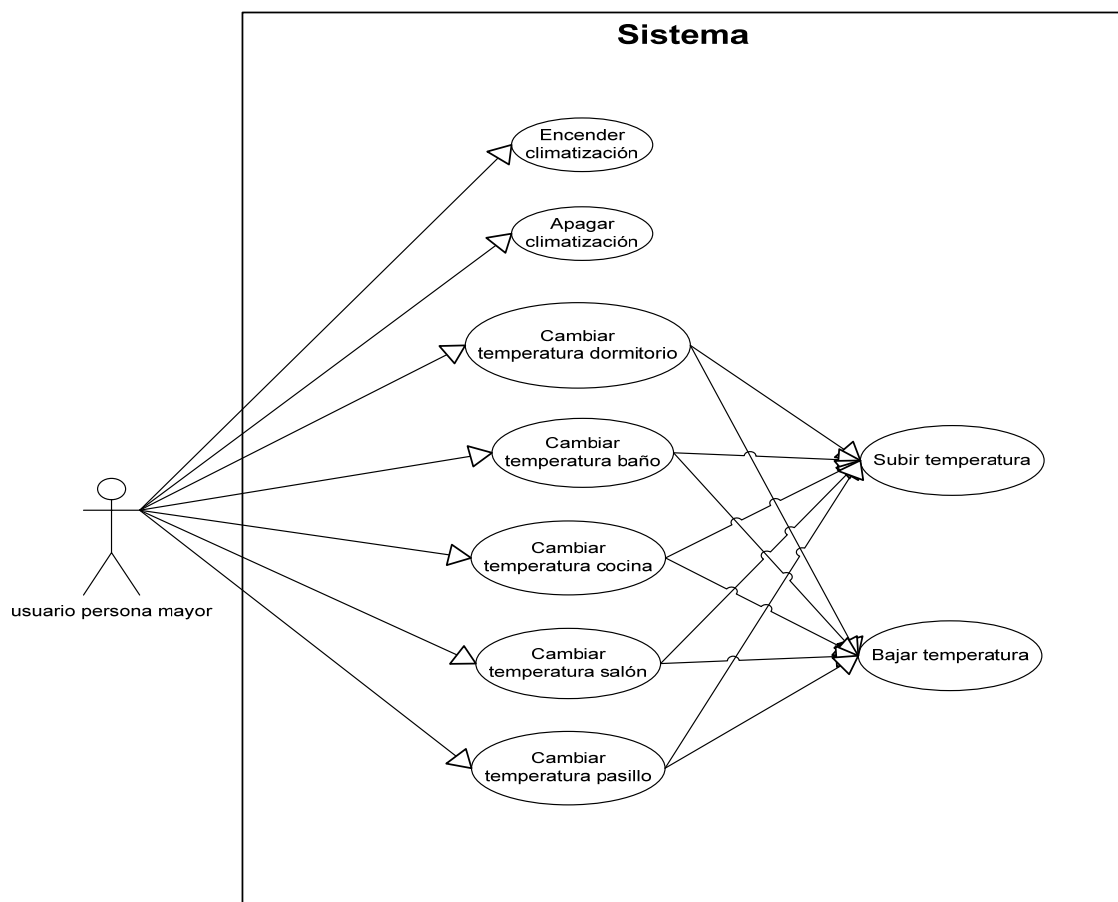 Sistema
Encender
climatización
Apagar
climatización
Cambiar
temperatura dormitorio
Cambiar
temperatura baño
Subir temperatura
Cambiar
temperatura cocina
usuario persona mayor
Cambiar
temperatura salón
Bajar temperatura
Cambiar
temperatura pasillo